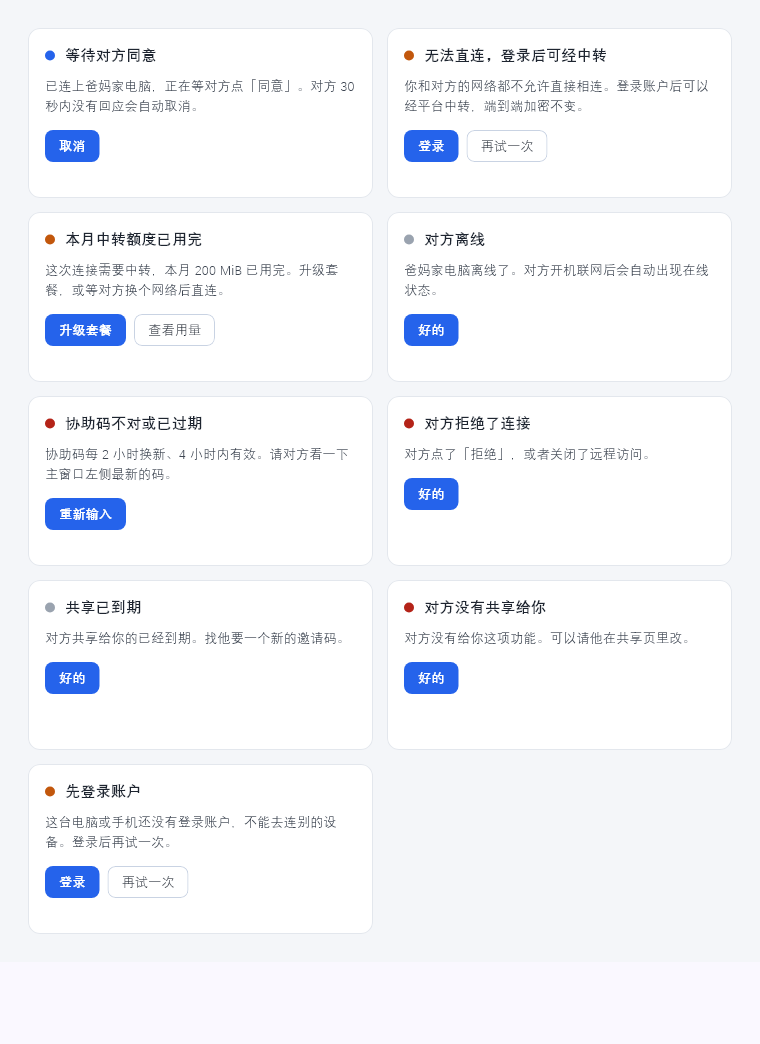 等待对方同意
已连上爸妈家电脑，正在等对方点「同意」。对方 30
秒内没有回应会自动取消。
取消
无法直连，登录后可经中转
你和对方的网络都不允许直接相连。登录账户后可以
经平台中转，端到端加密不变。
登录
再试一次
本月中转额度已用完
这次连接需要中转，本月 200 MiB 已用完。升级套
餐，或等对方换个网络后直连。
升级套餐
查看用量
对方离线
爸妈家电脑离线了。对方开机联网后会自动出现在线
状态。
好的
协助码不对或已过期
协助码每 2 小时换新、4 小时内有效。请对方看一下
主窗口左侧最新的码。
重新输入
对方拒绝了连接
对方点了「拒绝」，或者关闭了远程访问。
好的
共享已到期
对方共享给你的已经到期。找他要一个新的邀请码。
好的
对方没有共享给你
对方没有给你这项功能。可以请他在共享页里改。
好的
先登录账户
这台电脑或手机还没有登录账户，不能去连别的设
备。登录后再试一次。
登录
再试一次